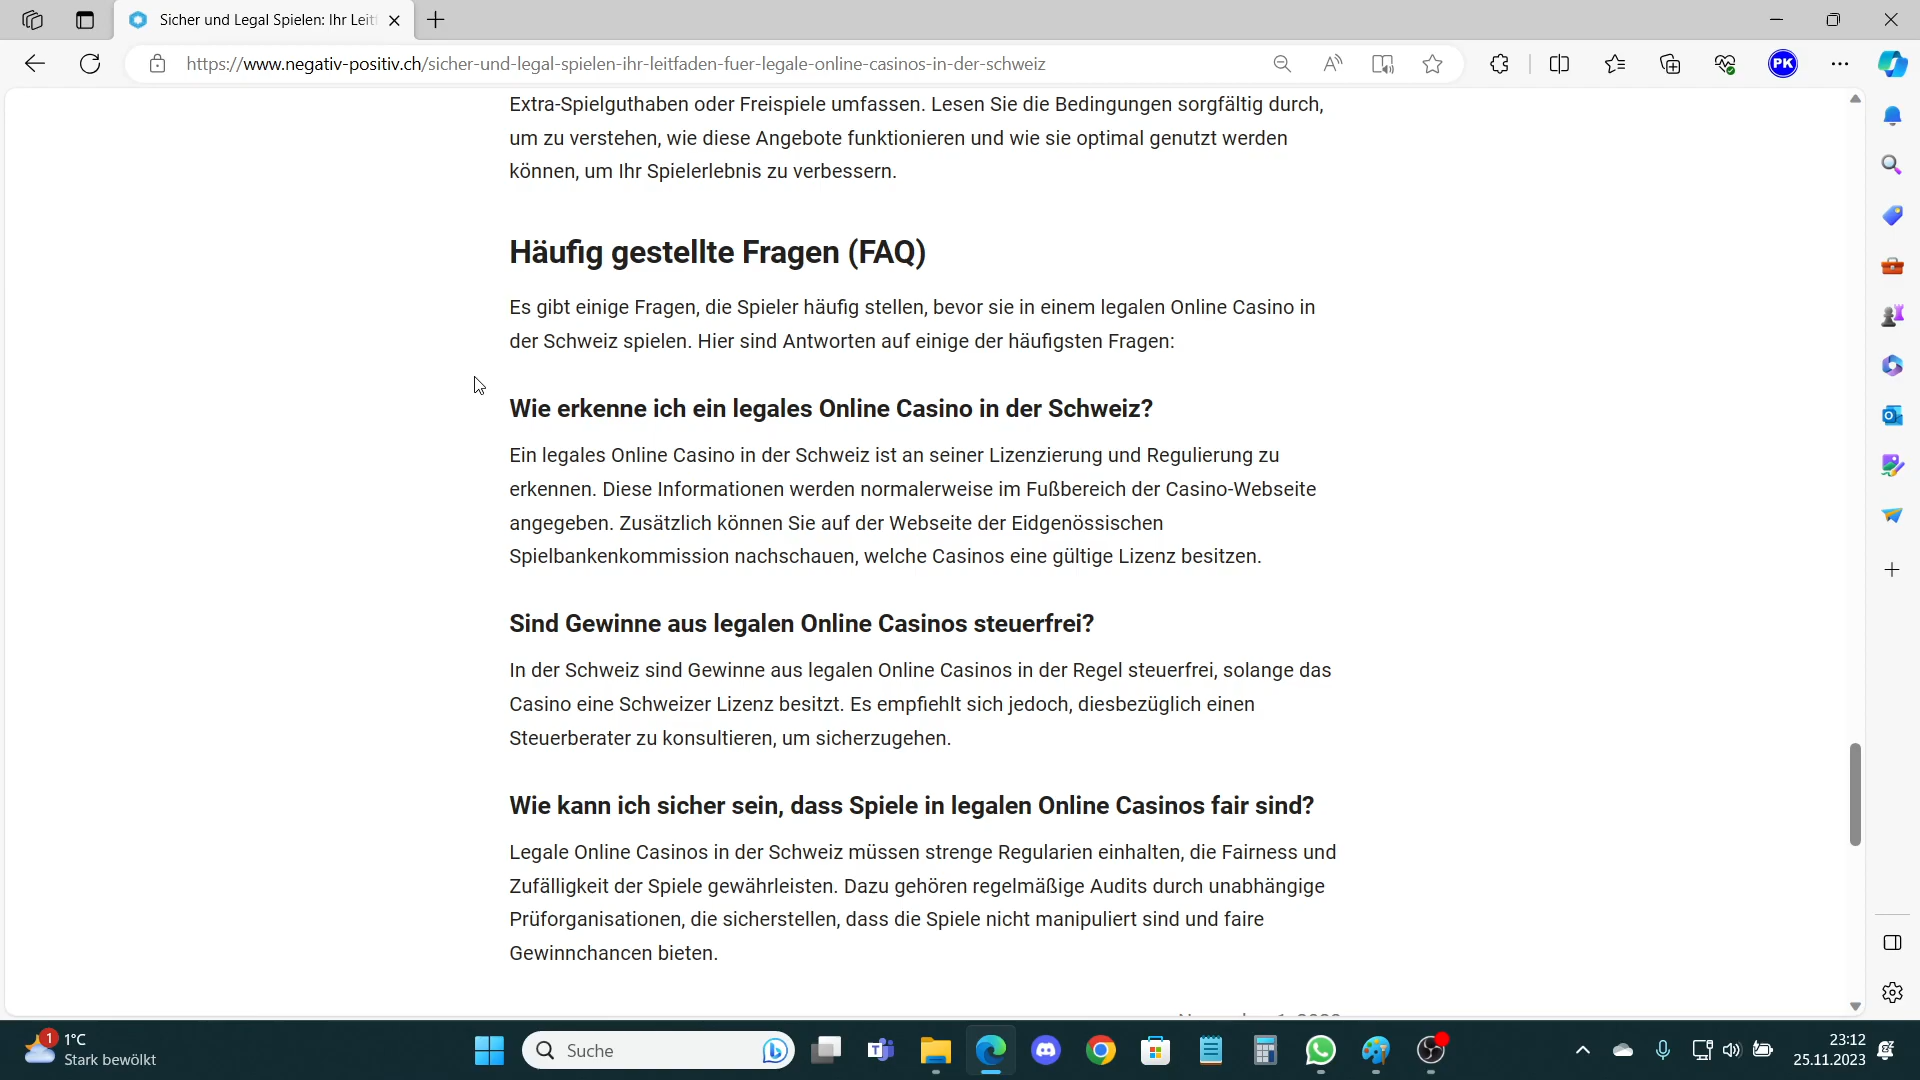 Sicher und Legal Spielen: Ihr Leit
https://www.negativ-positiv.ch/sicher-und-legal-spielen-ihr-leitfaden-fuer-legale-online-casinos-in-der-schweiz
PK
Extra-Spielguthaben oder Freispiele umfassen. Lesen Sie die Bedingungen sorgfältig durch,
um zu verstehen, wie diese Angebote funktionieren und wie sie optimal genutzt werden
können, um Ihr Spielerlebnis zu verbessern.
Häufig gestellte Fragen (FAQ)
Es gibt einige Fragen, die Spieler häufig stellen, bevor sie in einem legalen Online Casino in
der Schweiz spielen. Hier sind Antworten auf einige der häufigsten Fragen:
Wie erkenne ich ein legales Online Casino in der Schweiz?
Ein legales Online Casino in der Schweiz ist an seiner Lizenzierung und Regulierung zu
erkennen. Diese Informationen werden normalerweise im Fußbereich der Casino-Webseite
angegeben. Zusätzlich können Sie auf der Webseite der Eidgenössischen
Spielbankenkommission nachschauen, welche Casinos eine gültige Lizenz besitzen.
Sind Gewinne aus legalen Online Casinos steuerfrei?
In der Schweiz sind Gewinne aus legalen Online Casinos in der Regel steuerfrei, solange das
Casino eine Schweizer Lizenz besitzt. Es empfiehlt sich jedoch, diesbezüglich einen
Steuerberater zu konsultieren, um sicherzugehen.
Wie kann ich sicher sein, dass Spiele in legalen Online Casinos fair sind?
Legale Online Casinos in der Schweiz müssen strenge Regularien einhalten, die Fairness und
Zufälligkeit der Spiele gewährleisten. Dazu gehören regelmäßige Audits durch unabhängige
Prüforganisationen, die sicherstellen, dass die Spiele nicht manipuliert sind und faire
Gewinnchancen bieten.
1
1°C
Stark bewölkt
Suche
23:12
25.11.2023